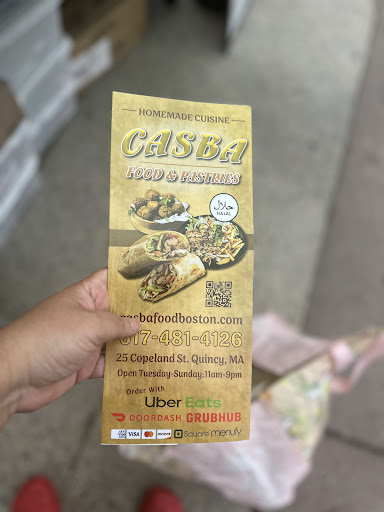 HOMEMADE CUISINE
CASBA
FOOD & PASTRIES
حلال
HALAL
casbafoodboston.com
617-481-4126
25 Copeland St. Quincy, MA
Open Tuesday-Sunday:11am-9pm
Order With
Uber Eats
DOORDASH GRUBHUB
VISA Square menufy